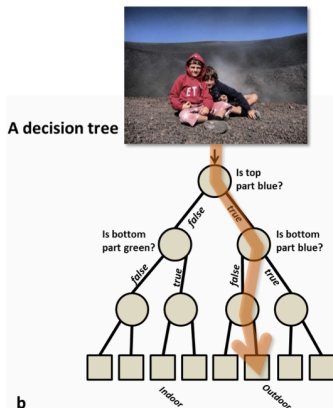 ET
A decision tree
Is top
part blue?
false
true
Is bottom
part green?
Is bottom
part blue?
false
true
false
true
Indoor
Outdoor
b